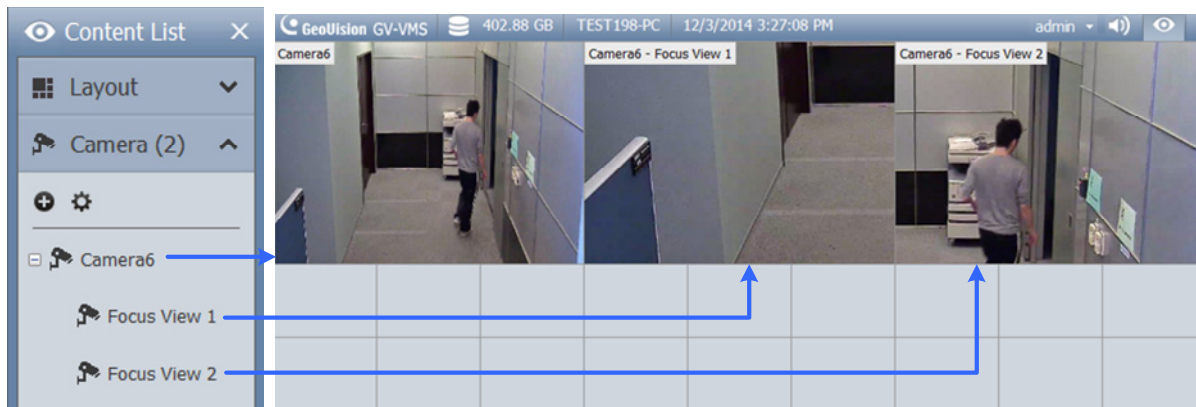 Content List
Layout
Camera (2)
Camera6
Focus View 1
Focus View 2
GeoVision GV-VMS 402.88 GB TEST198-PC 12/3/2014 3:27:08 PM admin
Camera6
Camera6 - Focus View 1
Camera6 - Focus View 2